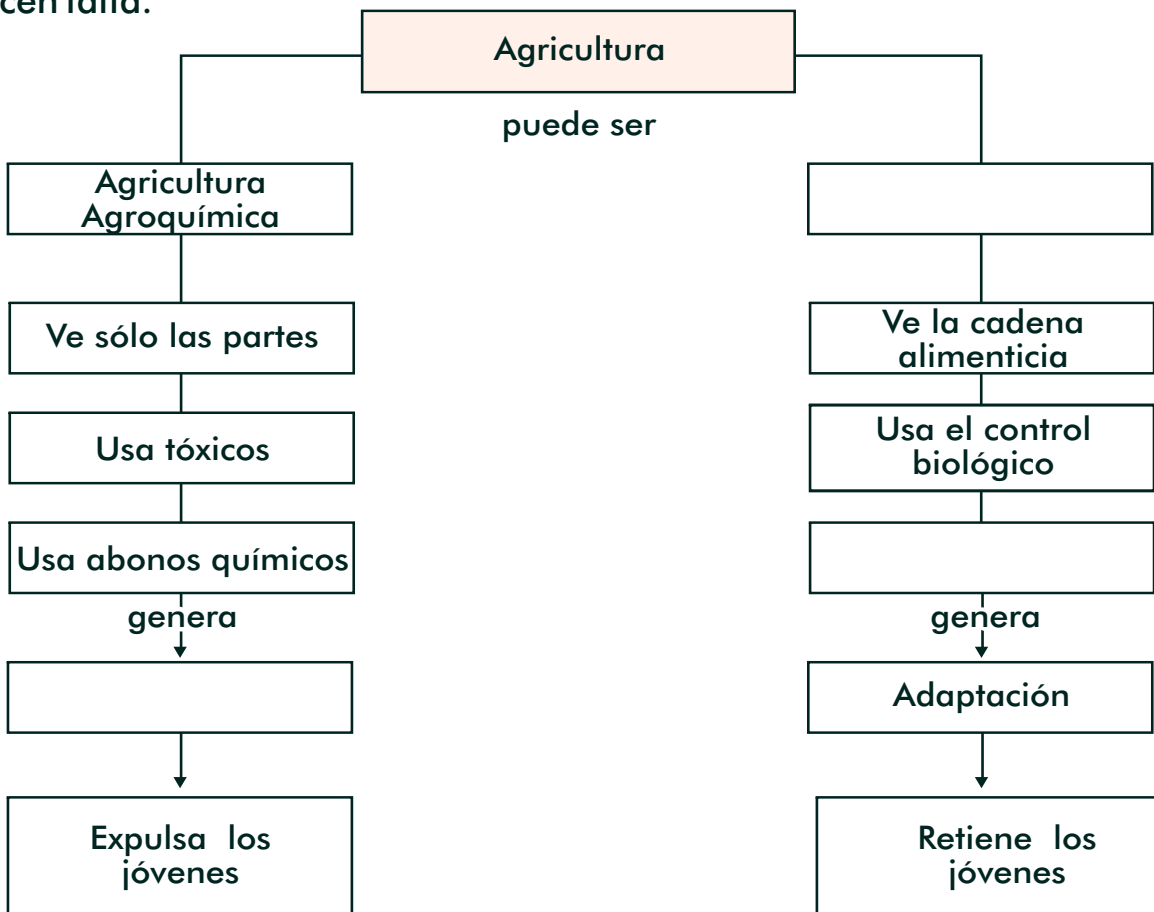 cen falta.
Agricultura
puede ser
Agricultura
Agroquímica
Ve sólo las partes
Ve la cadena
alimenticia
Usa tóxicos
Usa el control
biológico
Usa abonos químicos
genera
genera
Adaptación
Expulsa los
jóvenes
Retiene los
jóvenes